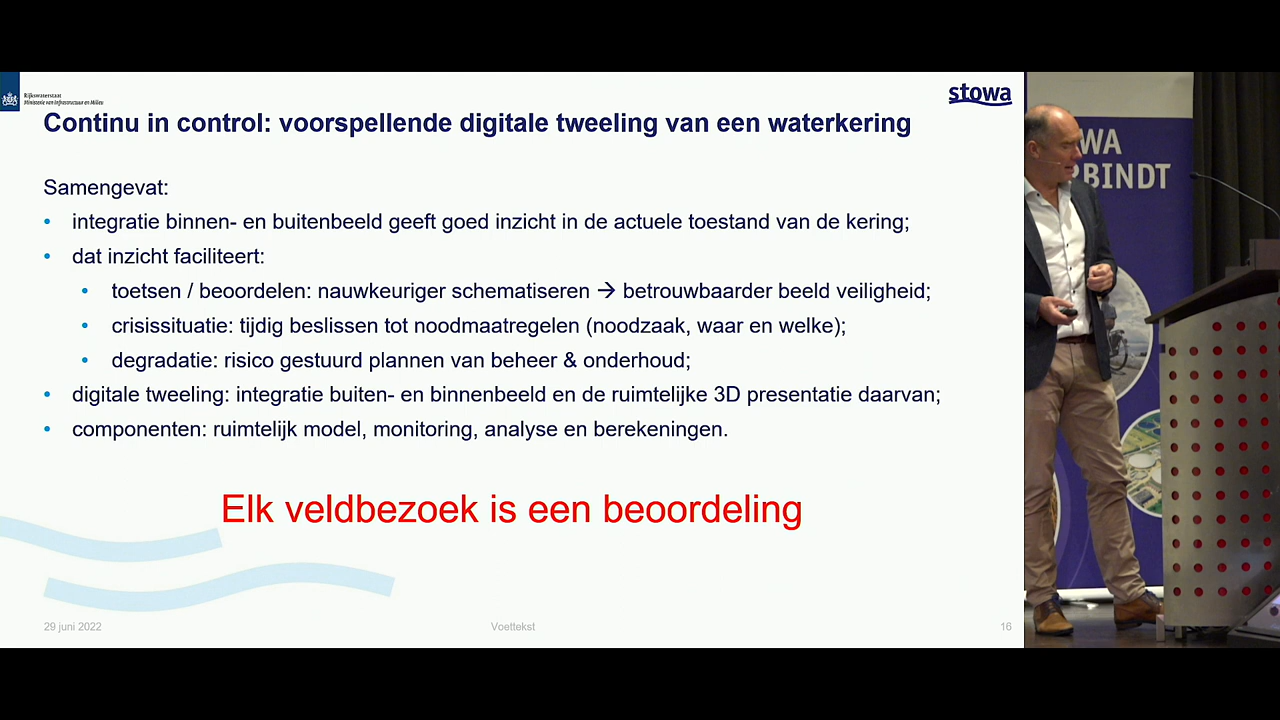 Rijkswaterstaat
Ministerie van Infrastructuur en Milieu
stowa
Continu in control: voorspellende digitale tweeling van een waterkering
Samengevat:
• integratie binnen- en buitenbeeld geeft goed inzicht in de actuele toestand van de kering;
• dat inzicht faciliteert:
• toetsen / beoordelen: nauwkeuriger schematiseren → betrouwbaarder beeld veiligheid;
• crisissituatie: tijdig beslissen tot noodmaatregelen (noodzaak, waar en welke);
• degradatie: risico gestuurd plannen van beheer & onderhoud;
• digitale tweeling: integratie buiten- en binnenbeeld en de ruimtelijke 3D presentatie daarvan;
• componenten: ruimtelijk model, monitoring, analyse en berekeningen.
Elk veldbezoek is een beoordeling
29 juni 2022
Voettekst
16
WA
RBINDT